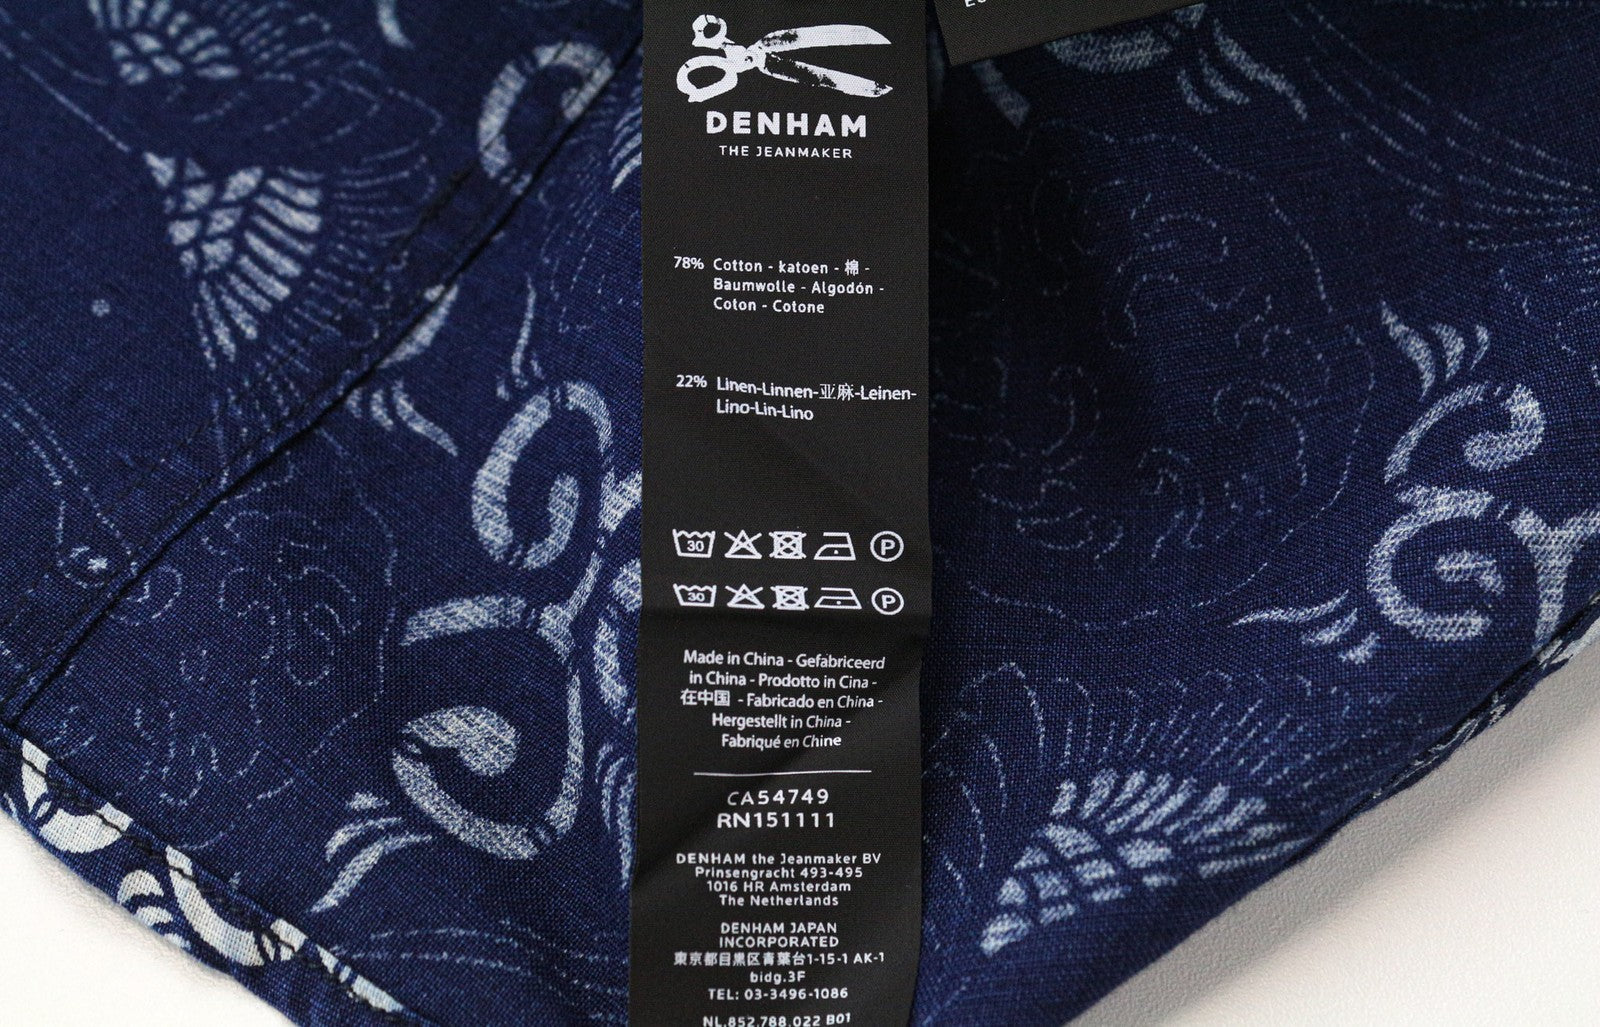 DENHAM
THE JEANMAKER
78% Cotton - katoen - 棉 -
Baumwolle - Algodón -
Coton - Cotone
22% Linen-Linnen-亚麻-Leinen-
Lino-Lin-Lino
30 P
30 P
Made in China - Gefabriceerd
in China - Prodotto in Cina -
在中国 - Fabricado en China -
Hergestellt in China -
Fabriqué en Chine
CA54749
RN151111
DENHAM the Jeanmaker BV
Prinsengracht 493-495
1016 HR Amsterdam
The Netherlands
DENHAM JAPAN
INCORPORATED
東京都目黒区青葉台1-15-1 AK-1
bidg.3F
TEL: 03-3496-1086
NL.852.788.022 B01